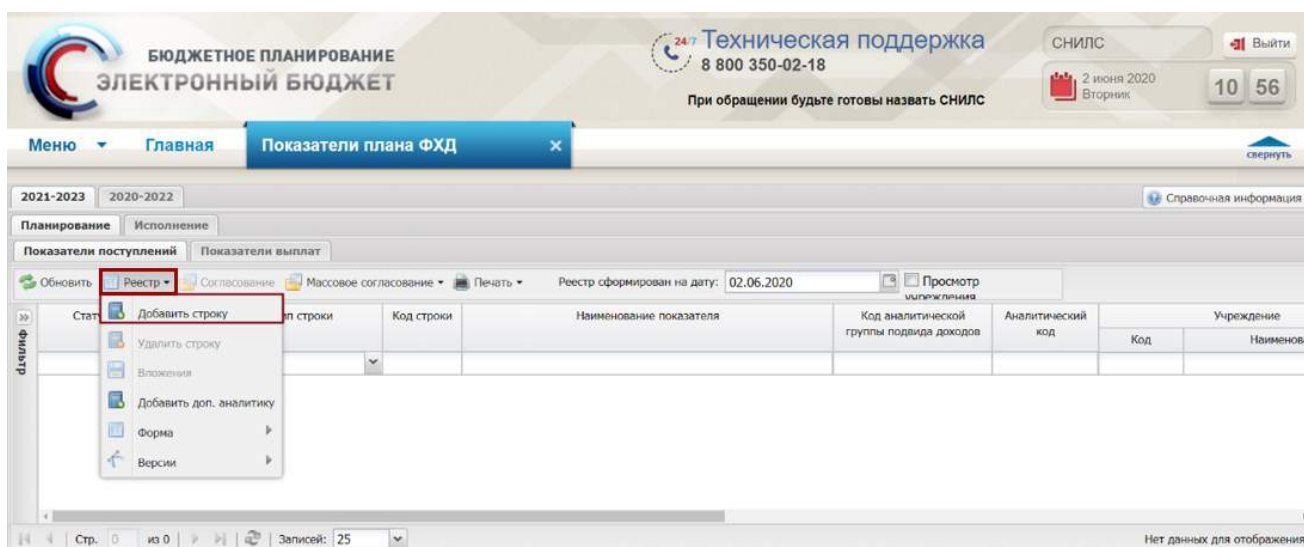 БЮДЖЕТНОЕ ПЛАНИРОВАНИЕ
ЭЛЕКТРОННЫЙ БЮДЖЕТ
24/7 Техническая поддержка
8 800 350-02-18
При обращении будьте готовы назвать СНИЛС
СНИЛС
Выйти
2 июня 2020
Вторник
10 56
Меню Главная Показатели плана ФХД
свернуть
2021-2023 2020-2022
Справочная информация
Планирование Исполнение
Показатели поступлений Показатели выплат
Обновить Реестр Согласование Массовое согласование Печать Реестр сформирован на дату: 02.06.2020 Просмотр
учреждения
Фильтр
Стат п строки Код строки Наименование показателя Код аналитической группы подвида доходов Аналитический код Учреждение
Код Наименов
Добавить строку
Удалить строку
Вложения
Добавить доп. аналитику
Форма
Версии
Стр. 0 из 0 Записей: 25 Нет данных для отображения